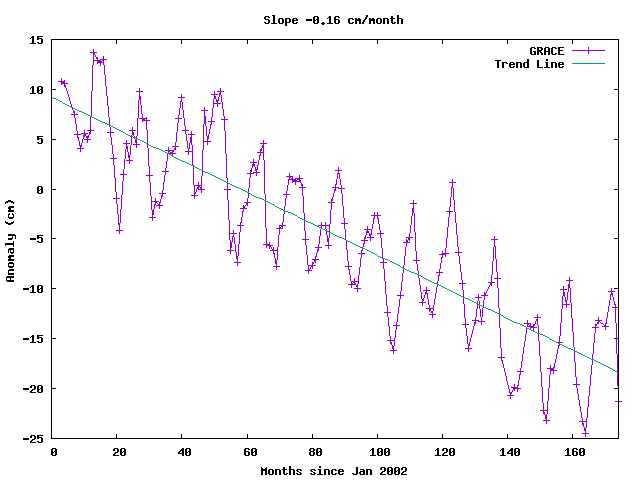 Slope -0.16 cm/month
15
GRACE
Trend Line
10
5
0
-5
-10
-15
-20
-25
Anomaly (cm)
0 20 40 60 80 100 120 140 160
Months since Jan 2002